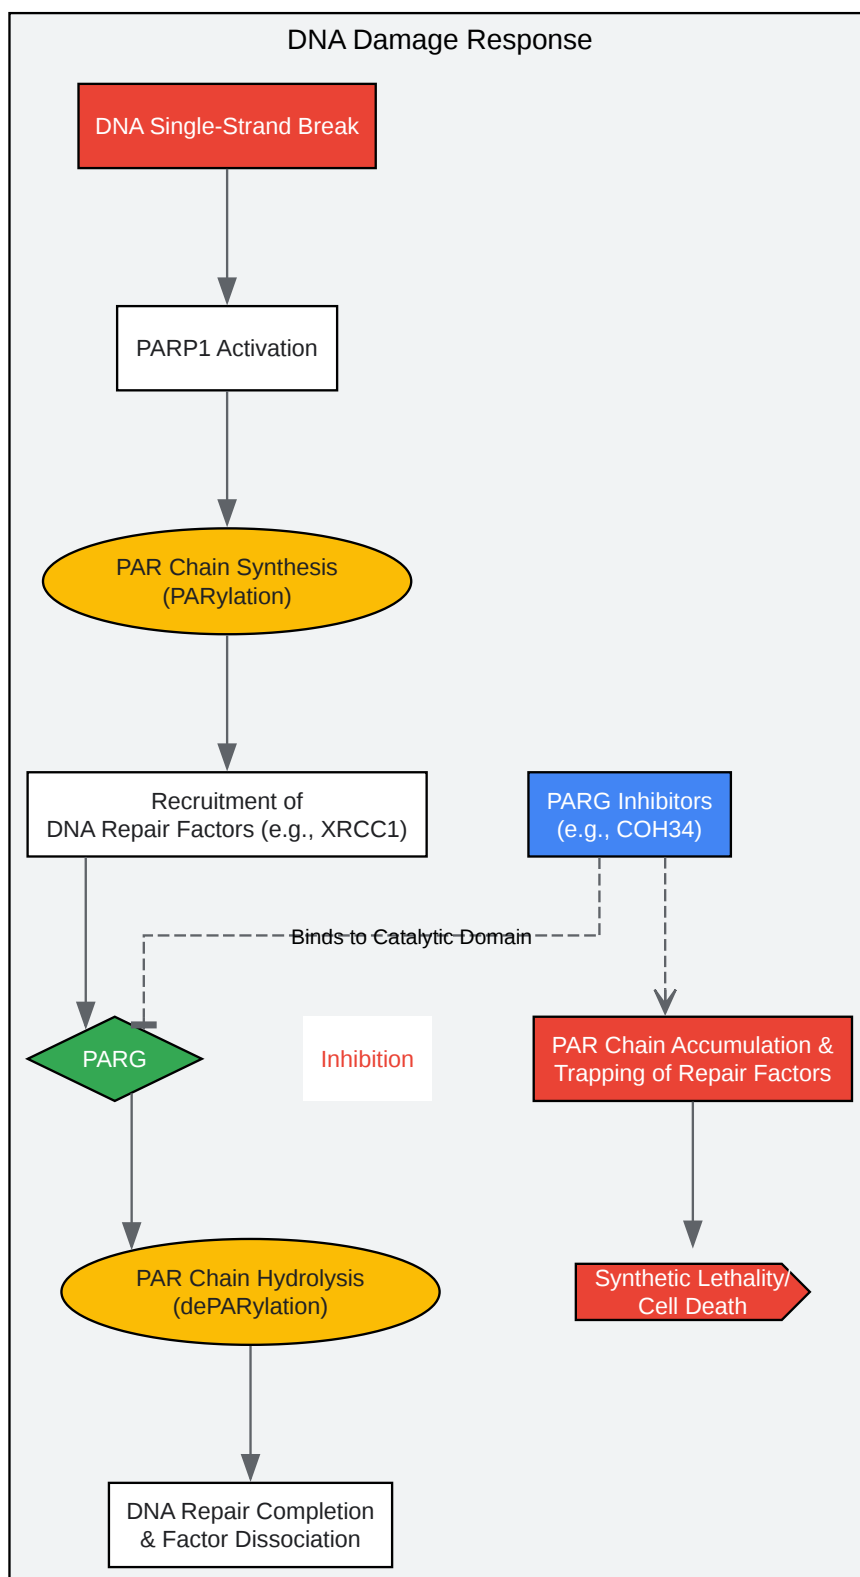 DNA Damage Response
DNA Single-Strand Break
PARP1 Activation
PAR Chain Synthesis
(PARylation)
Recruitment of
DNA Repair Factors (e.g., XRCC1)
PARG Inhibitors
(e.g., COH34)
Binds to Catalytic Domain
PARG
Inhibition
PAR Chain Accumulation &
Trapping of Repair Factors
PAR Chain Hydrolysis
(dePARylation)
Synthetic Lethality/
Cell Death
DNA Repair Completion
& Factor Dissociation